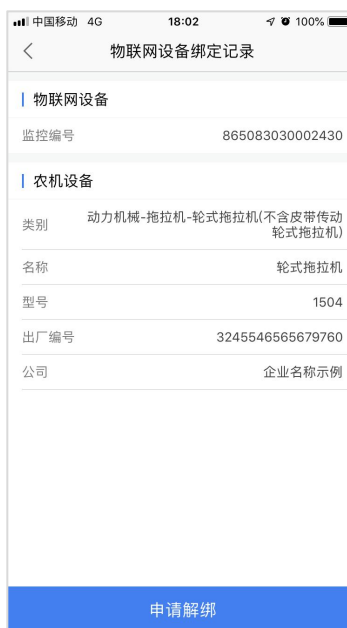 中国移动 4G 18:02 100%
物联网设备绑定记录
物联网设备
监控编号 865083030002430
农机设备
类别 动力机械-拖拉机-轮式拖拉机(不含皮带传动
轮式拖拉机)
名称 轮式拖拉机
型号 1504
出厂编号 3245546565679760
公司 企业名称示例
申请解绑